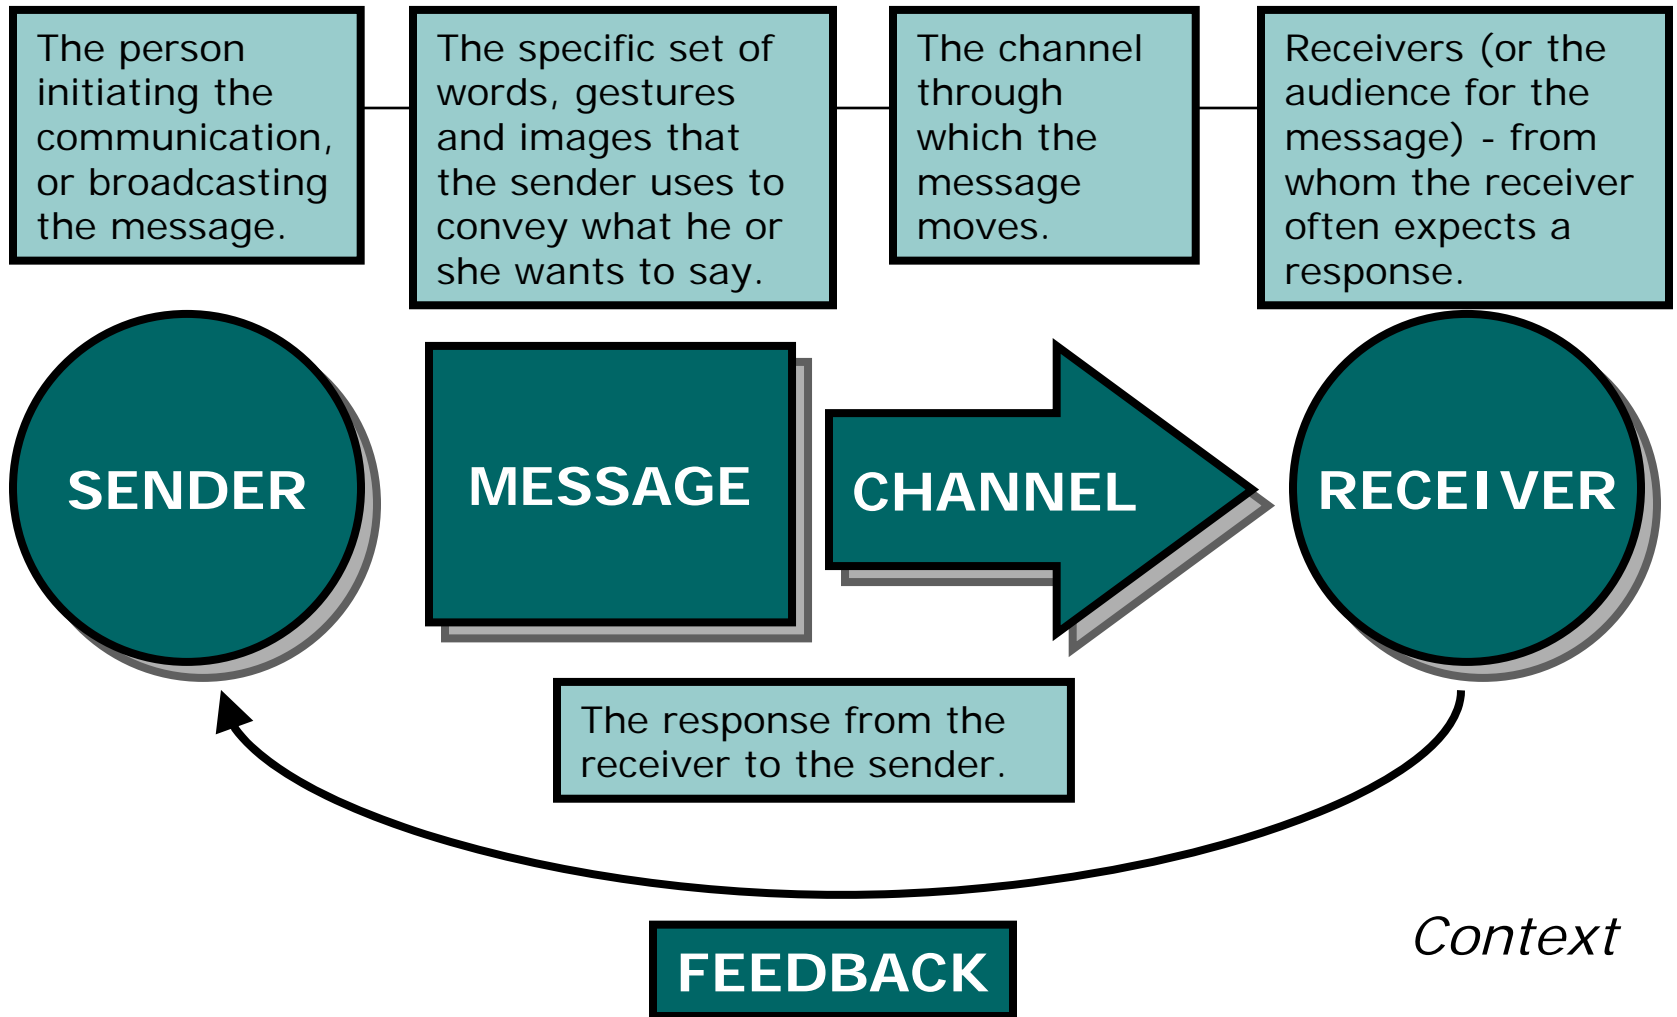 The person
initiating the
communication,
or broadcasting
the message.
The specific set of
words, gestures
and images that
the sender uses to
convey what he or
she wants to say.
The channel
through
which the
message
moves.
Receivers (or the
audience for the
message) - from
whom the receiver
often expects a
response.
SENDER
MESSAGE
CHANNEL
RECEIVER
The response from the
receiver to the sender.
FEEDBACK
Context